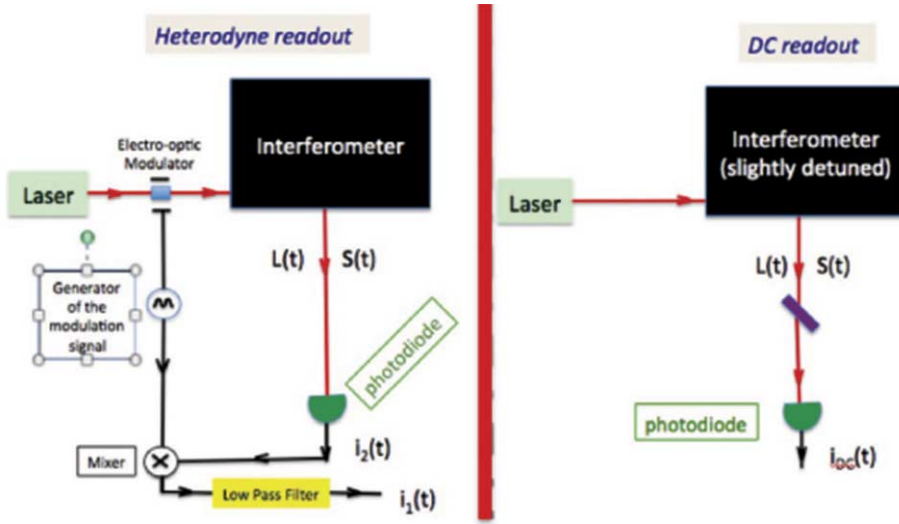 Heterodyne readout
Electro-optic
Modulator
Interferometer
Laser
L(t) S(t)
Generator
of the
modulation
signal
photodiode
i₂(t)
Mixer
Low Pass Filter
i₁(t)
DC readout
Interferometer
(slightly detuned)
Laser
L(t) S(t)
photodiode
i_DC(t)